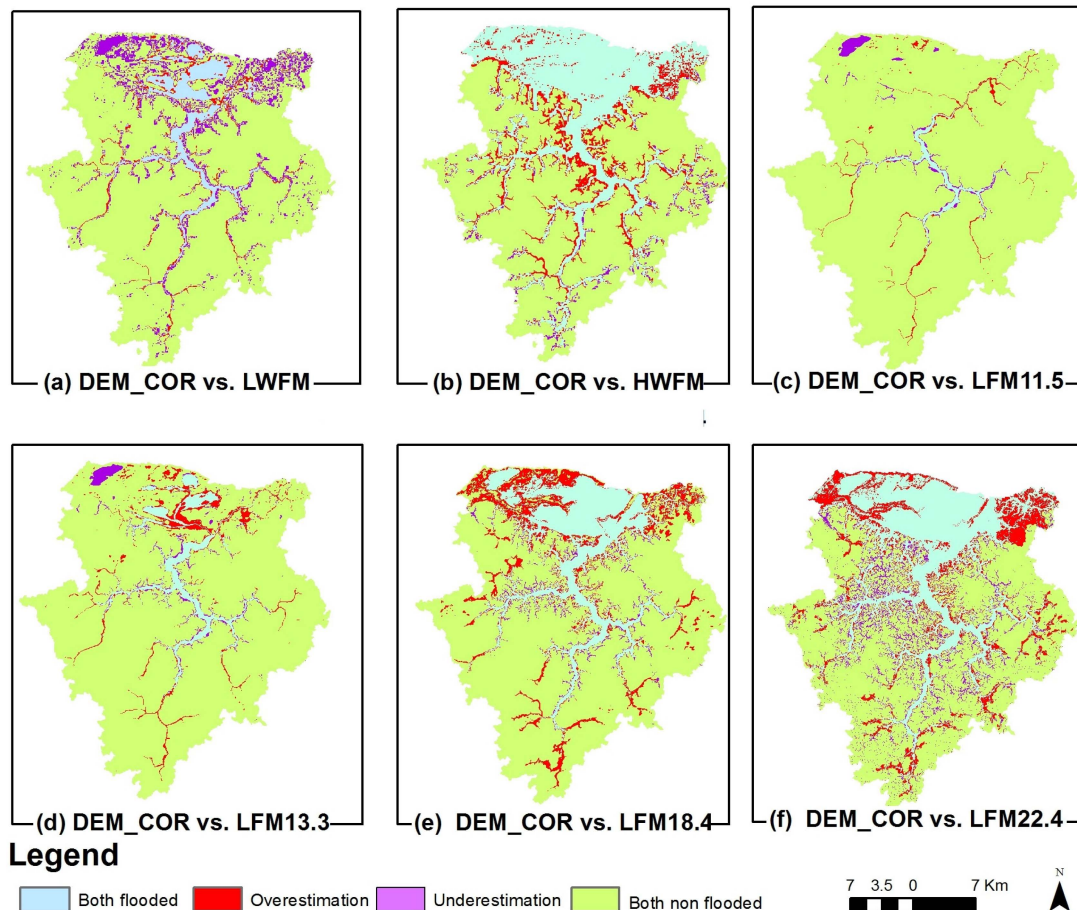 (a) DEM_COR vs. LWFM
(b) DEM_COR vs. HWFM
(c) DEM_COR vs. LFM11.5
(d) DEM_COR vs. LFM13.3
(e) DEM_COR vs. LFM18.4
(f) DEM_COR vs. LFM22.4
Legend
Both flooded Overestimation Underestimation Both non flooded
7 3.5 0 7 Km
N